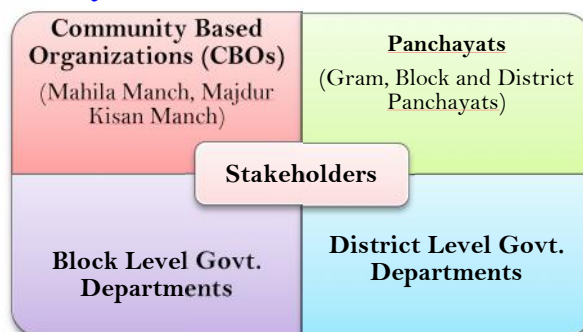 Community Based
Organizations (CBOs)
(Mahila Manch, Majdur
Kisan Manch)
Panchayats
(Gram, Block and District
Panchayats)
Stakeholders
Block Level Govt.
Departments
District Level Govt.
Departments